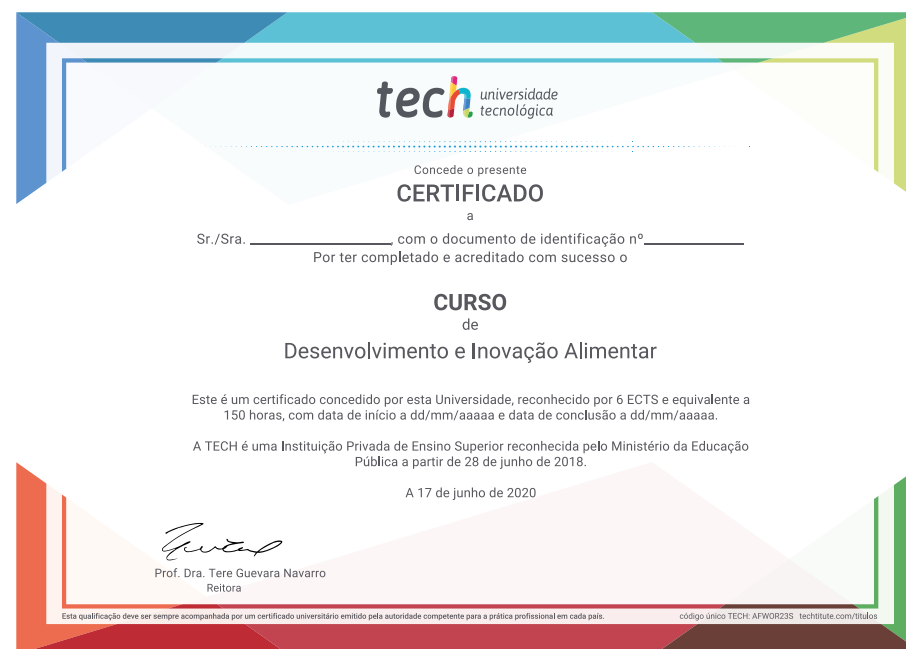 tech universidade
tecnológica
Concede o presente
CERTIFICADO
a
Sr./Sra. ____________________, com o documento de identificação nº______________
Por ter completado e acreditado com sucesso o
CURSO
de
Desenvolvimento e Inovação Alimentar
Este é um certificado concedido por esta Universidade, reconhecido por 6 ECTS e equivalente a
150 horas, com data de início a dd/mm/aaaaa e data de conclusão a dd/mm/aaaaa.
A TECH é uma Instituição Privada de Ensino Superior reconhecida pelo Ministério da Educação
Pública a partir de 28 de junho de 2018.
A 17 de junho de 2020
Prof. Dra. Tere Guevara Navarro
Reitora
Esta qualificação deve ser sempre acompanhada por um certificado universitário emitido pela autoridade competente para a prática profissional em cada país.
código único TECH: AFWOR23S techtitute.com/titulos